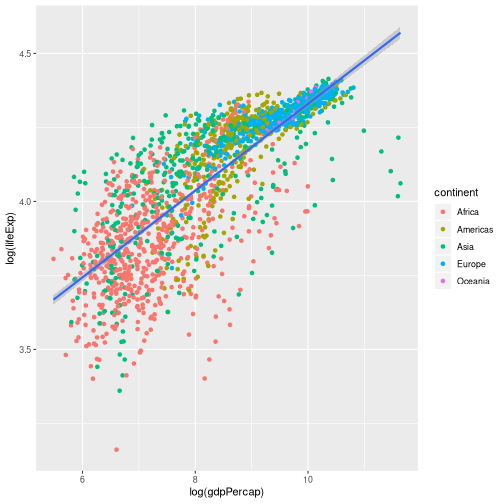 4.5
4.0
3.5
log(lifeExp)
6
8
10
log(gdpPercap)
continent
Africa
Americas
Asia
Europe
Oceania